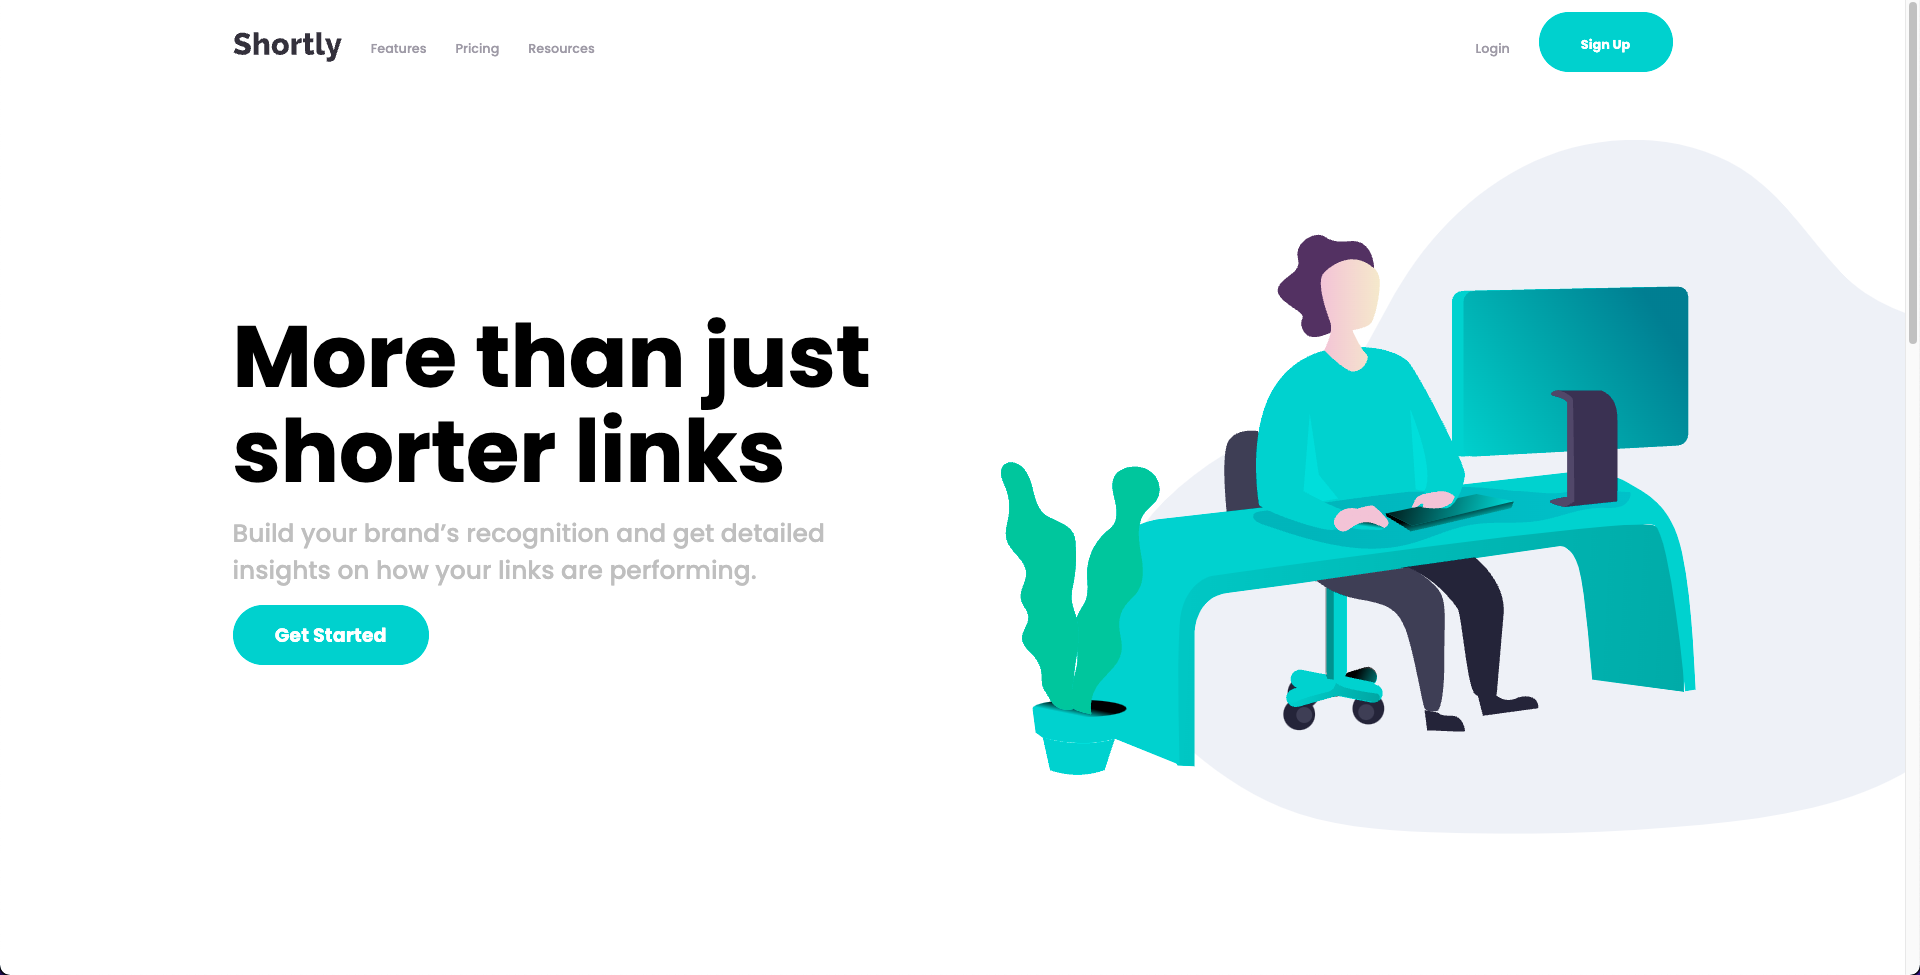 Shortly Features Pricing Resources Login Sign Up
More than just
shorter links
Build your brand’s recognition and get detailed
insights on how your links are performing.
Get Started